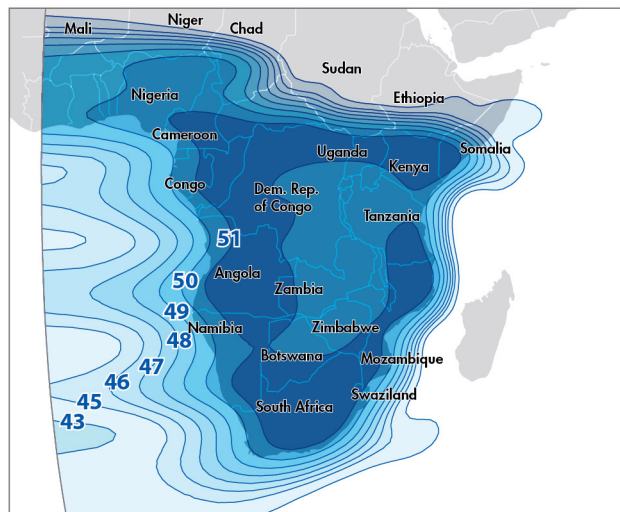 Mali
Niger
Chad
Sudan
Nigeria
Ethiopia
Cameroon
Uganda
Somalia
Kenya
Congo
Dem. Rep.
of Congo
Tanzania
51
Angola
50
Zambia
49
Namibia
Zimbabwe
48
Botswana
Mozambique
47
46
Swaziland
45
South Africa
43